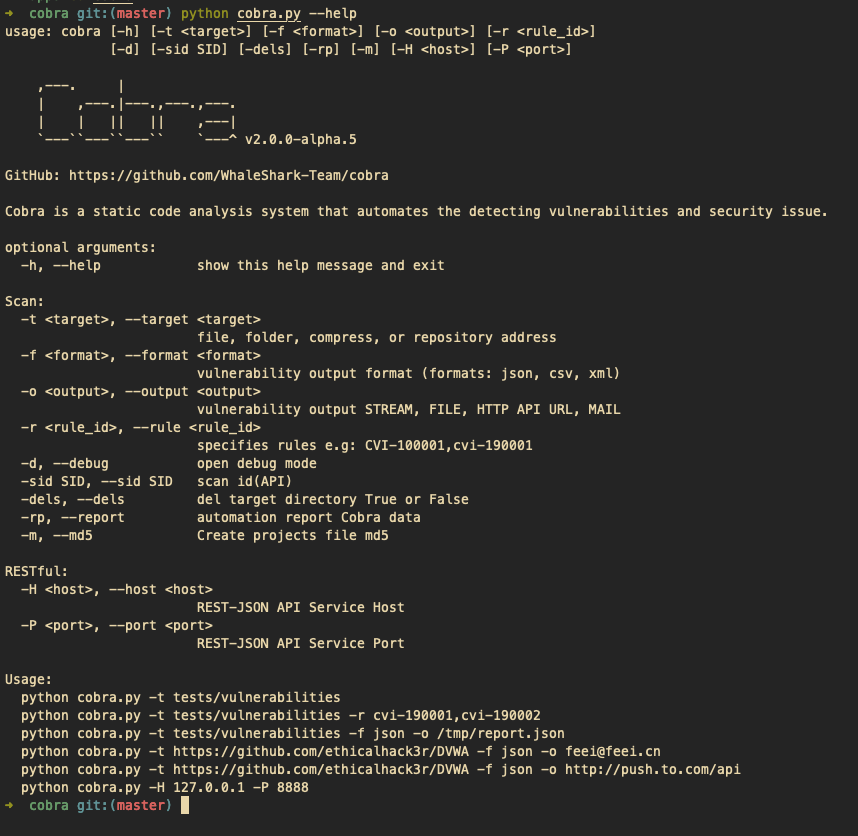 ➜  cobra git:(master) python cobra.py --help
usage: cobra [-h] [-t <target>] [-f <format>] [-o <output>] [-r <rule_id>]
             [-d] [-sid SID] [-dels] [-rp] [-m] [-H <host>] [-P <port>]

    ,---.     |
    |    ,---.|---.,---.,---.
    |    |   ||   ||    ,---|
    `---``---``---``    `---^ v2.0.0-alpha.5

GitHub: https://github.com/WhaleShark-Team/cobra

Cobra is a static code analysis system that automates the detecting vulnerabilities and security issue.

optional arguments:
  -h, --help            show this help message and exit

Scan:
  -t <target>, --target <target>
                        file, folder, compress, or repository address
  -f <format>, --format <format>
                        vulnerability output format (formats: json, csv, xml)
  -o <output>, --output <output>
                        vulnerability output STREAM, FILE, HTTP API URL, MAIL
  -r <rule_id>, --rule <rule_id>
                        specifies rules e.g: CVI-100001,cvi-190001
  -d, --debug           open debug mode
  -sid SID, --sid SID   scan id(API)
  -dels, --dels         del target directory True or False
  -rp, --report         automation report Cobra data
  -m, --md5             Create projects file md5

RESTful:
  -H <host>, --host <host>
                        REST-JSON API Service Host
  -P <port>, --port <port>
                        REST-JSON API Service Port

Usage:
  python cobra.py -t tests/vulnerabilities
  python cobra.py -t tests/vulnerabilities -r cvi-190001,cvi-190002
  python cobra.py -t tests/vulnerabilities -f json -o /tmp/report.json
  python cobra.py -t https://github.com/ethicalhack3r/DVWA -f json -o feei@feei.cn
  python cobra.py -t https://github.com/ethicalhack3r/DVWA -f json -o http://push.to.com/api
  python cobra.py -H 127.0.0.1 -P 8888
➜  cobra git:(master)